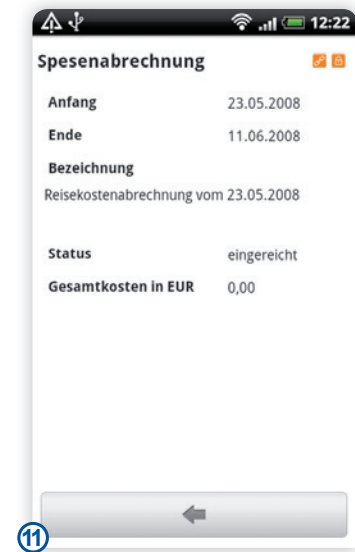 12:22
Spesenabrechnung
Anfang 23.05.2008
Ende 11.06.2008
Bezeichnung
Reisekostenabrechnung vom 23.05.2008
Status eingereicht
Gesamtkosten in EUR 0,00
11